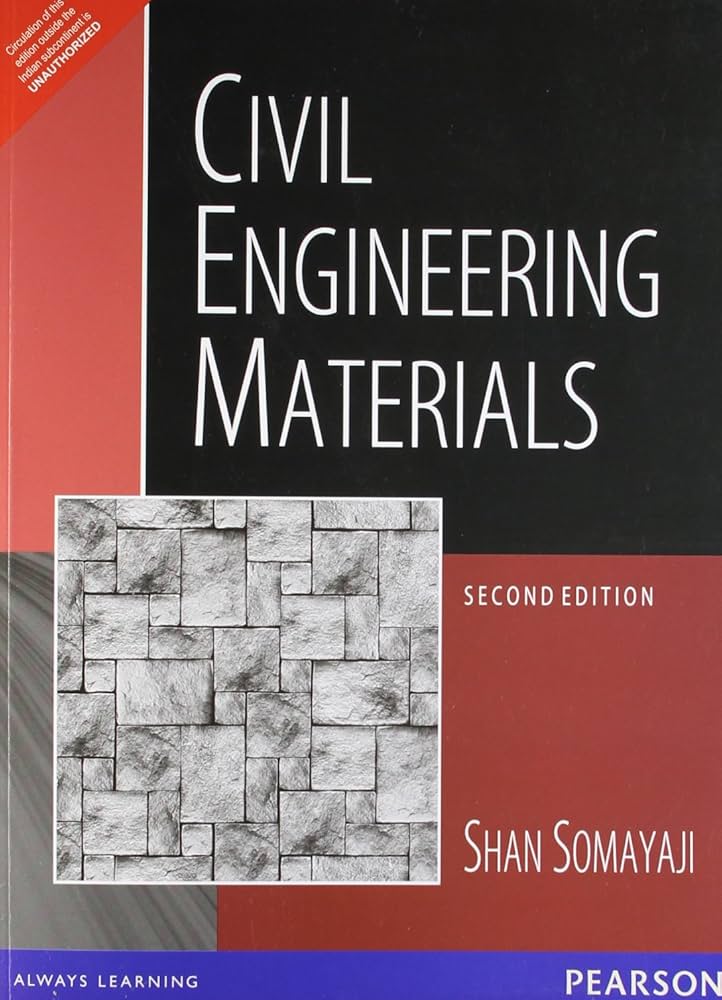 Circulation of this
edition outside the
Indian subcontinent is
UNAUTHORIZED
CIVIL
ENGINEERING
MATERIALS
SECOND EDITION
SHAN SOMAYAJI
ALWAYS LEARNING
PEARSON